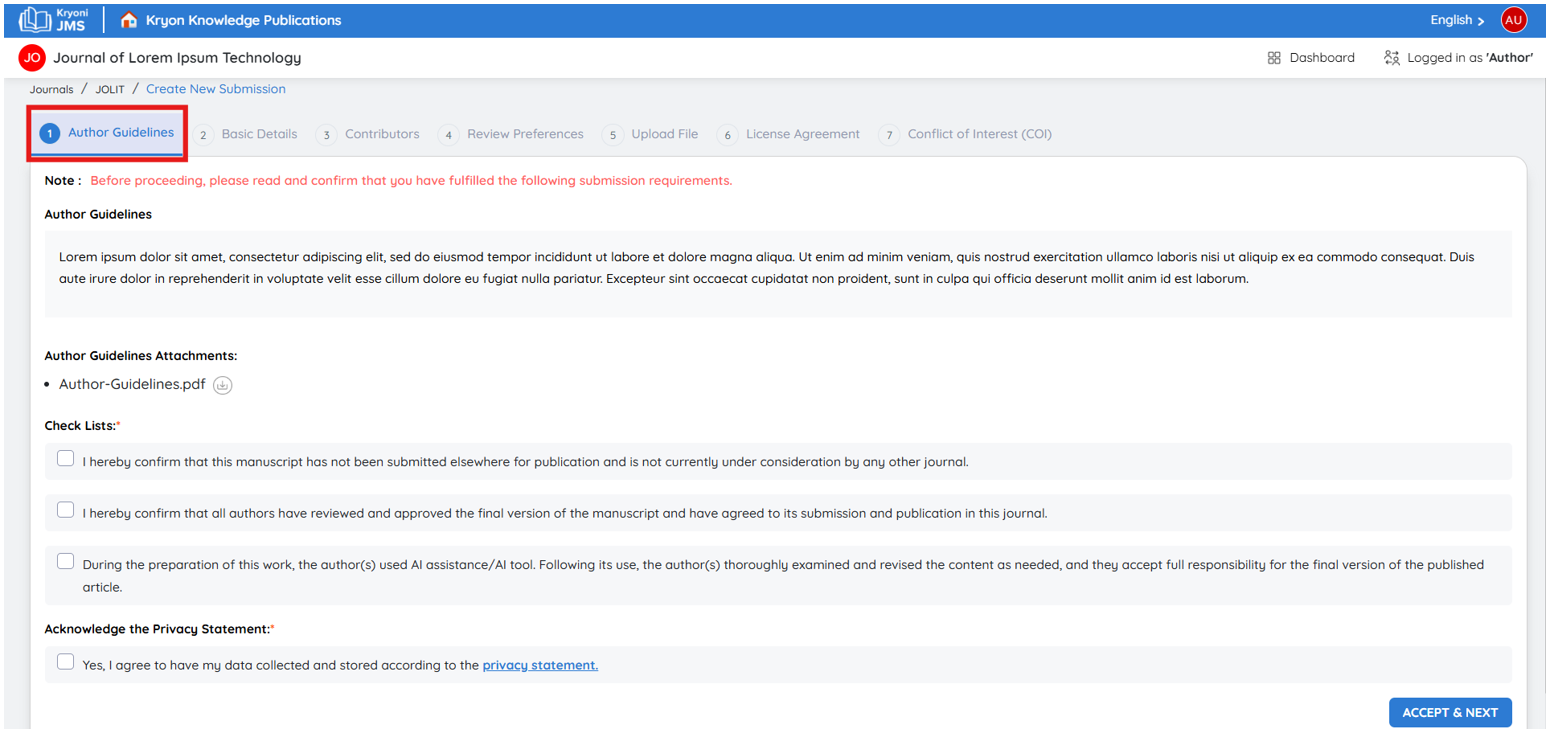 Kryoni
JMS
Kryon Knowledge Publications
English >
AU
JO
Journal of Lorem Ipsum Technology
Dashboard
Logged in as 'Author'
Journals / JOLIT / Create New Submission
1 Author Guidelines
2 Basic Details
3 Contributors
4 Review Preferences
5 Upload File
6 License Agreement
7 Conflict of Interest (COI)
Note : Before proceeding, please read and confirm that you have fulfilled the following submission requirements.
Author Guidelines
Lorem ipsum dolor sit amet, consectetur adipiscing elit, sed do eiusmod tempor incididunt ut labore et dolore magna aliqua. Ut enim ad minim veniam, quis nostrud exercitation ullamco laboris nisi ut aliquip ex ea commodo consequat. Duis
aute irure dolor in reprehenderit in voluptate velit esse cillum dolore eu fugiat nulla pariatur. Excepteur sint occaecat cupidatat non proident, sunt in culpa qui officia deserunt mollit anim id est laborum.
Author Guidelines Attachments:
• Author-Guidelines.pdf
Check Lists:*
I hereby confirm that this manuscript has not been submitted elsewhere for publication and is not currently under consideration by any other journal.
I hereby confirm that all authors have reviewed and approved the final version of the manuscript and have agreed to its submission and publication in this journal.
During the preparation of this work, the author(s) used AI assistance/AI tool. Following its use, the author(s) thoroughly examined and revised the content as needed, and they accept full responsibility for the final version of the published
article.
Acknowledge the Privacy Statement:*
Yes, I agree to have my data collected and stored according to the privacy statement.
ACCEPT & NEXT